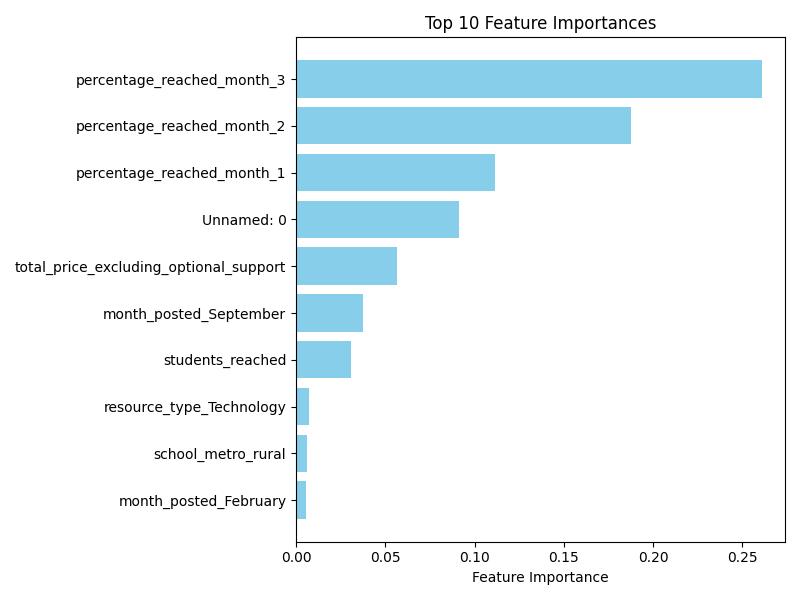 Top 10 Feature Importances
percentage_reached_month_3
percentage_reached_month_2
percentage_reached_month_1
Unnamed: 0
total_price_excluding_optional_support
month_posted_September
students_reached
resource_type_Technology
school_metro_rural
month_posted_February
0.00 0.05 0.10 0.15 0.20 0.25
Feature Importance